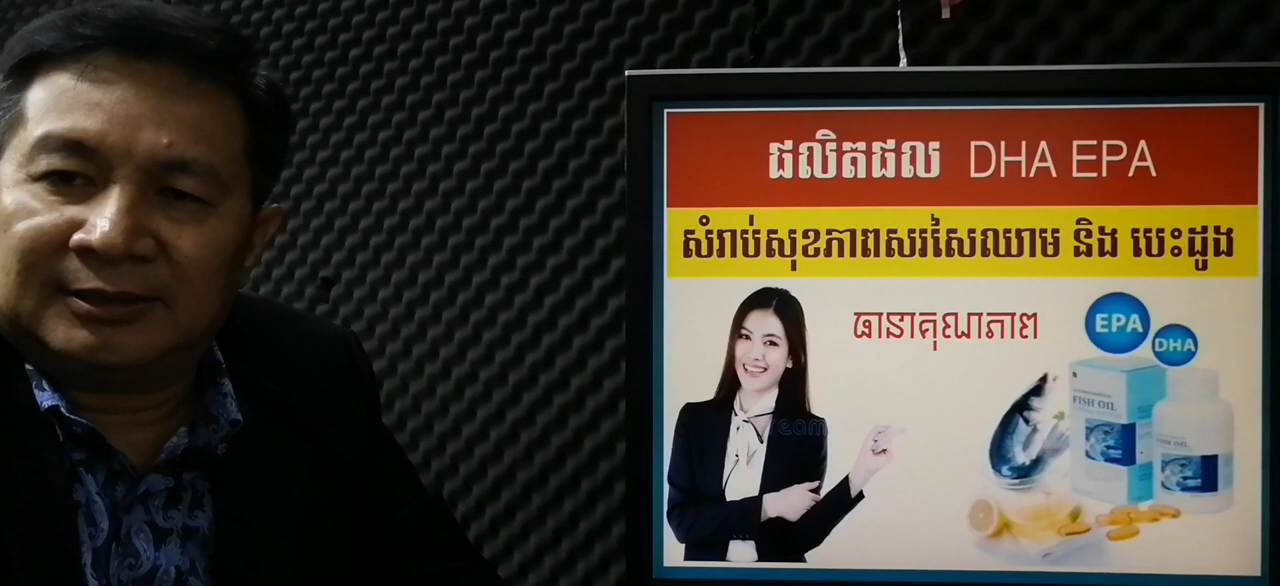 ផលិតផល DHA EPA
សំរាប់សុខភាពសរសៃឈាម និង បេះដូង
ធានាគុណភាព
EPA
DHA
FISH OIL
FISH OIL